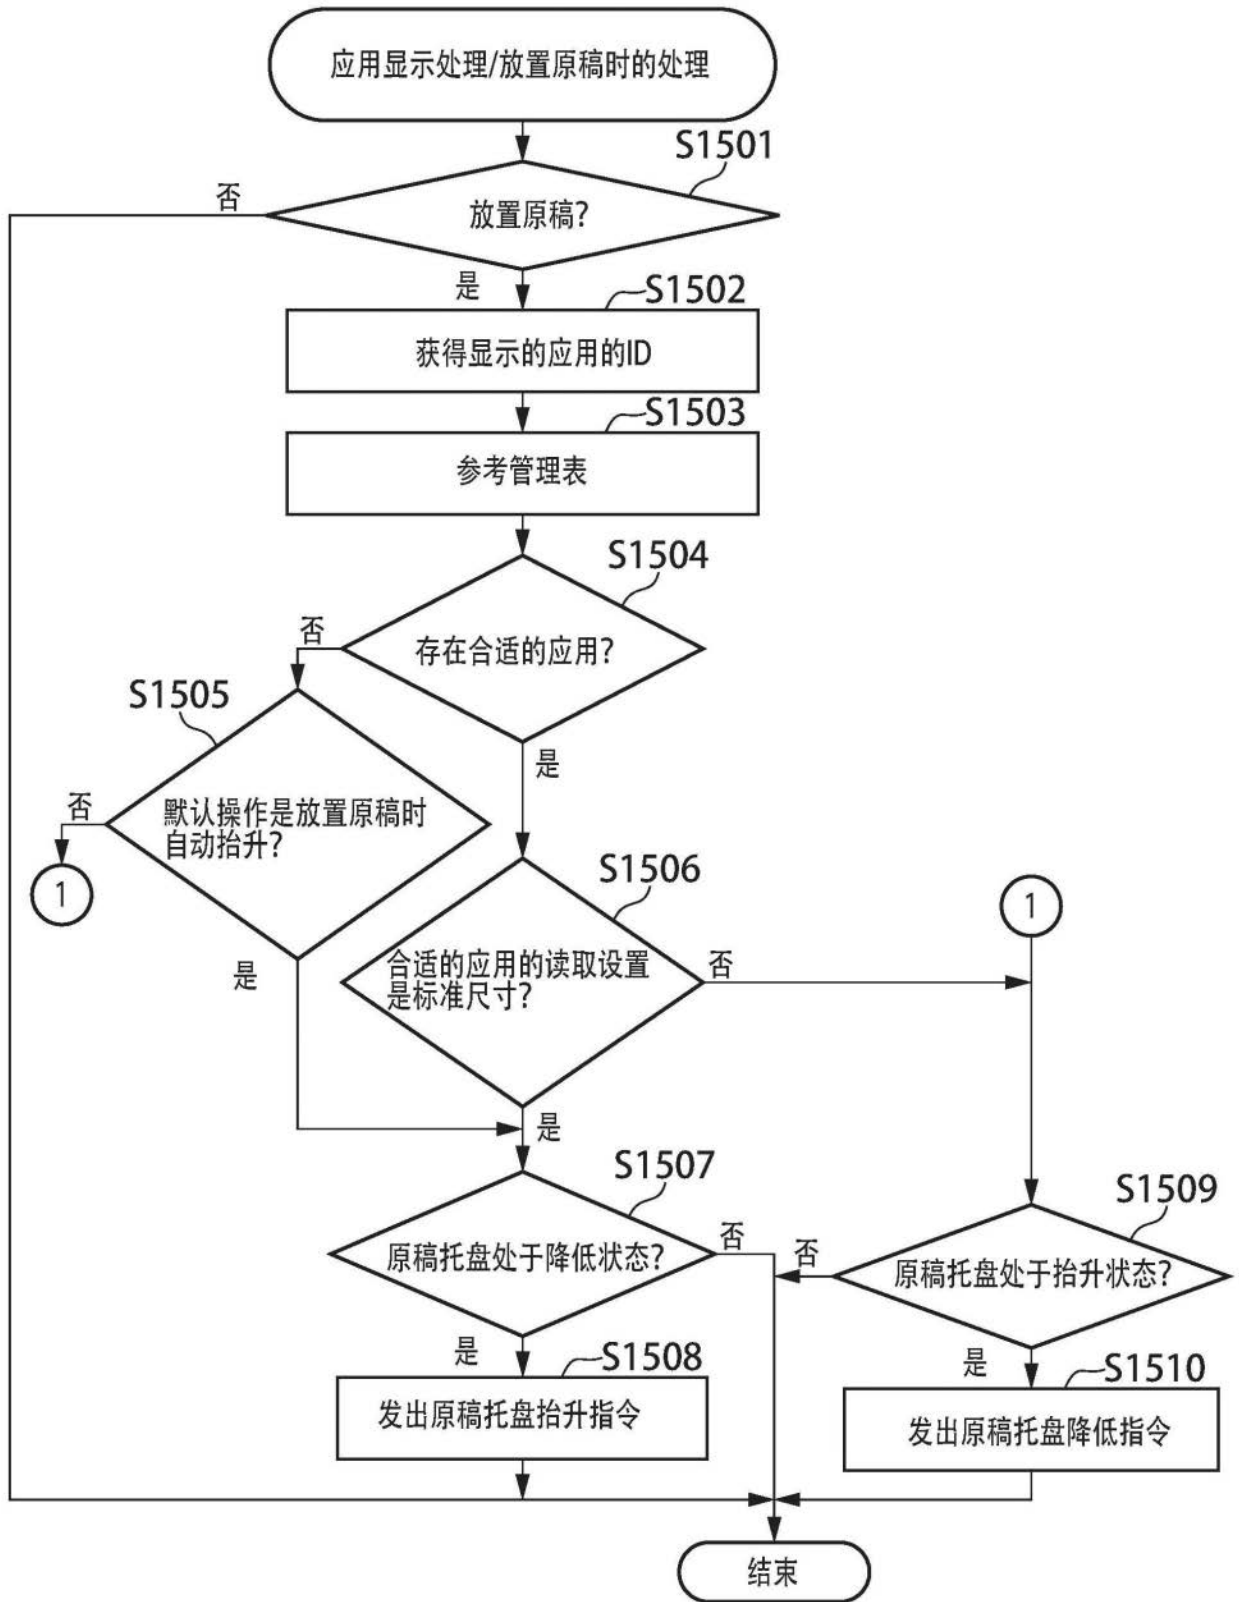 应用显示处理/放置原稿时的处理
S1501
否
放置原稿?
是
S1502
获得显示的应用的ID
S1503
参考管理表
S1504
否
存在合适的应用?
S1505
是
否
默认操作是放置原稿时
自动抬升?
1
S1506
1
是
合适的应用的读取设置
是标准尺寸?
否
是
S1507
S1509
原稿托盘处于降低状态?
否
否
原稿托盘处于抬升状态?
是
S1508
是
S1510
发出原稿托盘抬升指令
发出原稿托盘降低指令
结束